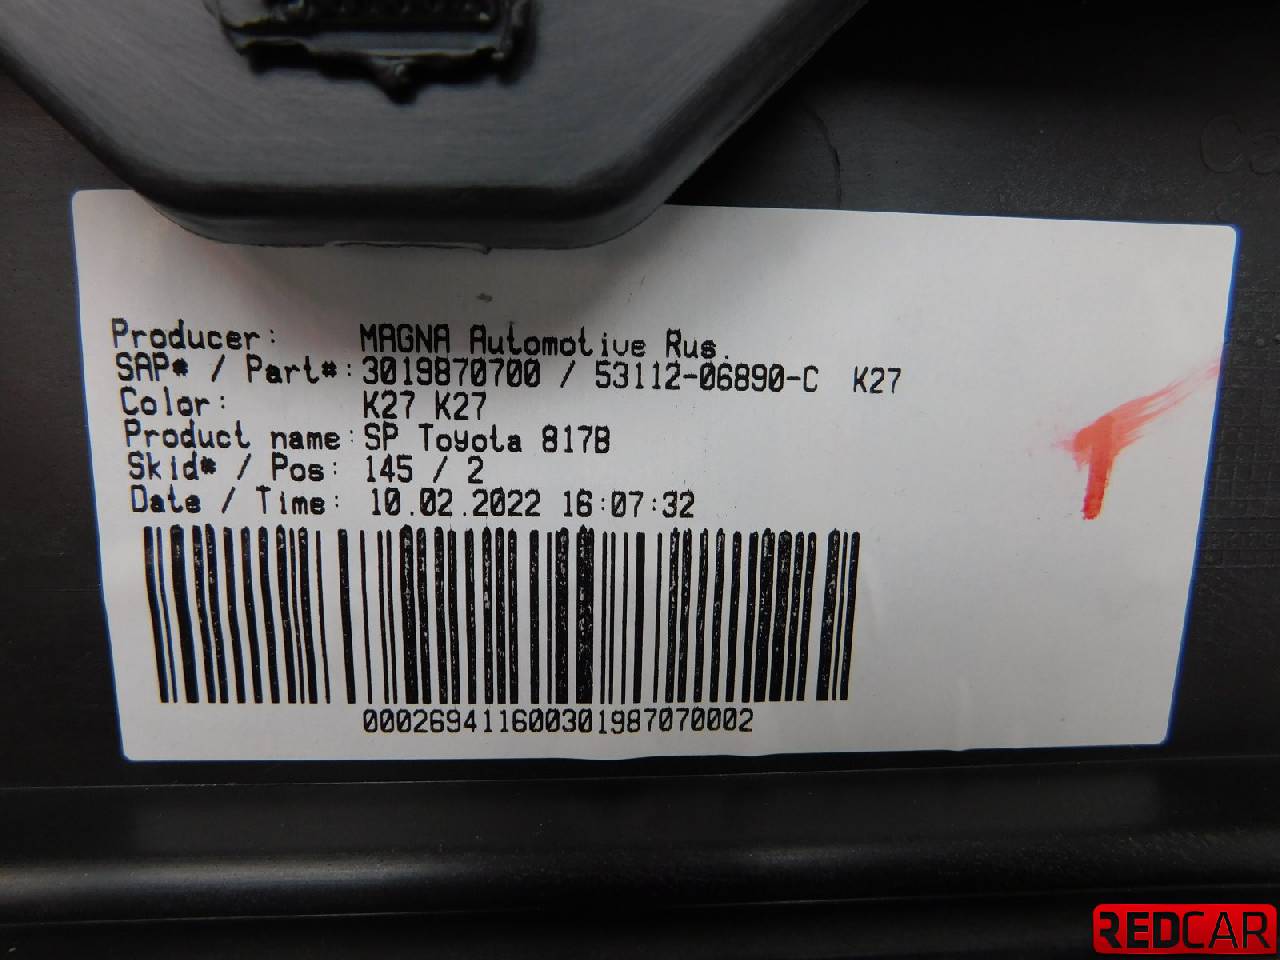 Producer: MAGNA Automotive Rus.
SAP# / Part#: 3019870700 / 53112-06890-C K27
Color: K27 K27
Product name: SP Toyota 817B
Skid# / Pos: 145 / 2
Date / Time: 10.02.2022 16:07:32
000269411600301987070002
REDCAR